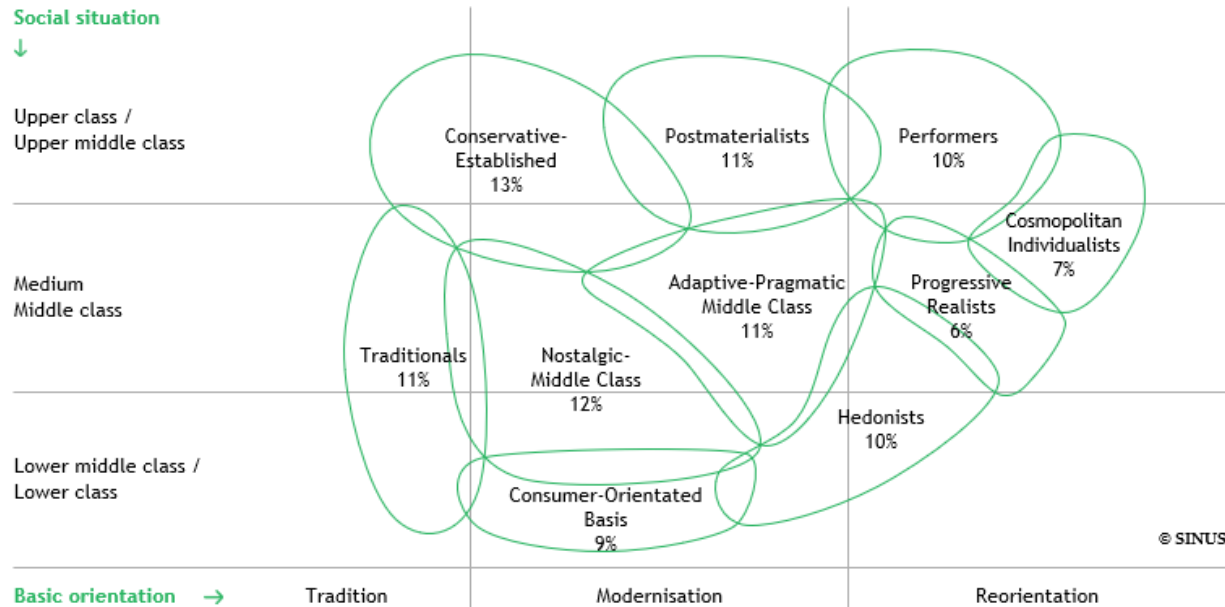 Social situation
↓
Upper class /
Upper middle class
Conservative-
Established
13%
Postmaterialists
11%
Performers
10%
Cosmopolitan
Individualists
7%
Medium
Middle class
Adaptive-Pragmatic
Middle Class
11%
Progressive
Realists
6%
Traditionals
11%
Nostalgic-
Middle Class
12%
Hedonists
10%
Lower middle class /
Lower class
Consumer-Orientated
Basis
9%
© SINUS
Basic orientation →
Tradition
Modernisation
Reorientation